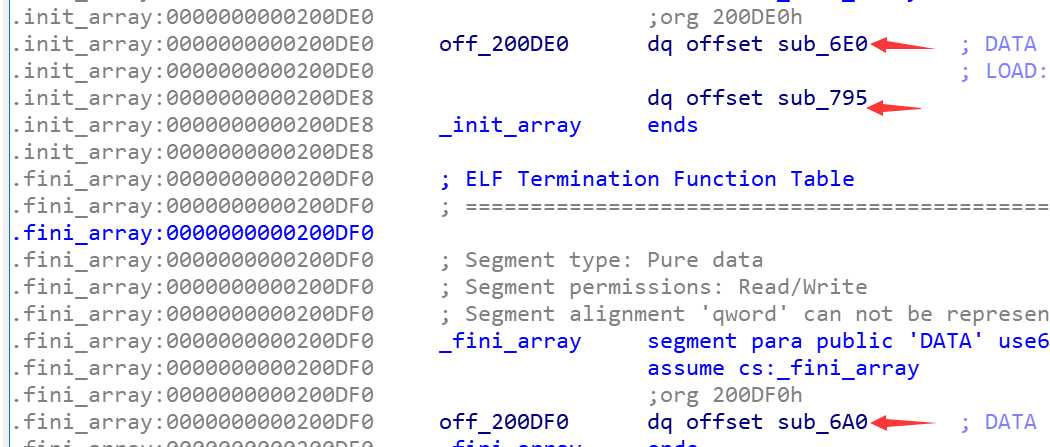 .init_array:0000000000200DE0 ;org 200DE0h
.init_array:0000000000200DE0 off_200DE0 dq offset sub_6E0 ; DATA
.init_array:0000000000200DE0 ; LOAD:
.init_array:0000000000200DE8 dq offset sub_795
.init_array:0000000000200DE8 _init_array ends
.init_array:0000000000200DE8
.fini_array:0000000000200DF0 ; ELF Termination Function Table
.fini_array:0000000000200DF0 ; ============================================
.fini_array:0000000000200DF0
.fini_array:0000000000200DF0 ; Segment type: Pure data
.fini_array:0000000000200DF0 ; Segment permissions: Read/Write
.fini_array:0000000000200DF0 ; Segment alignment 'qword' can not be represen
.fini_array:0000000000200DF0 _fini_array segment para public 'DATA' use6
.fini_array:0000000000200DF0 assume cs:_fini_array
.fini_array:0000000000200DF0 ;org 200DF0h
.fini_array:0000000000200DF0 off_200DF0 dq offset sub_6A0 ; DATA